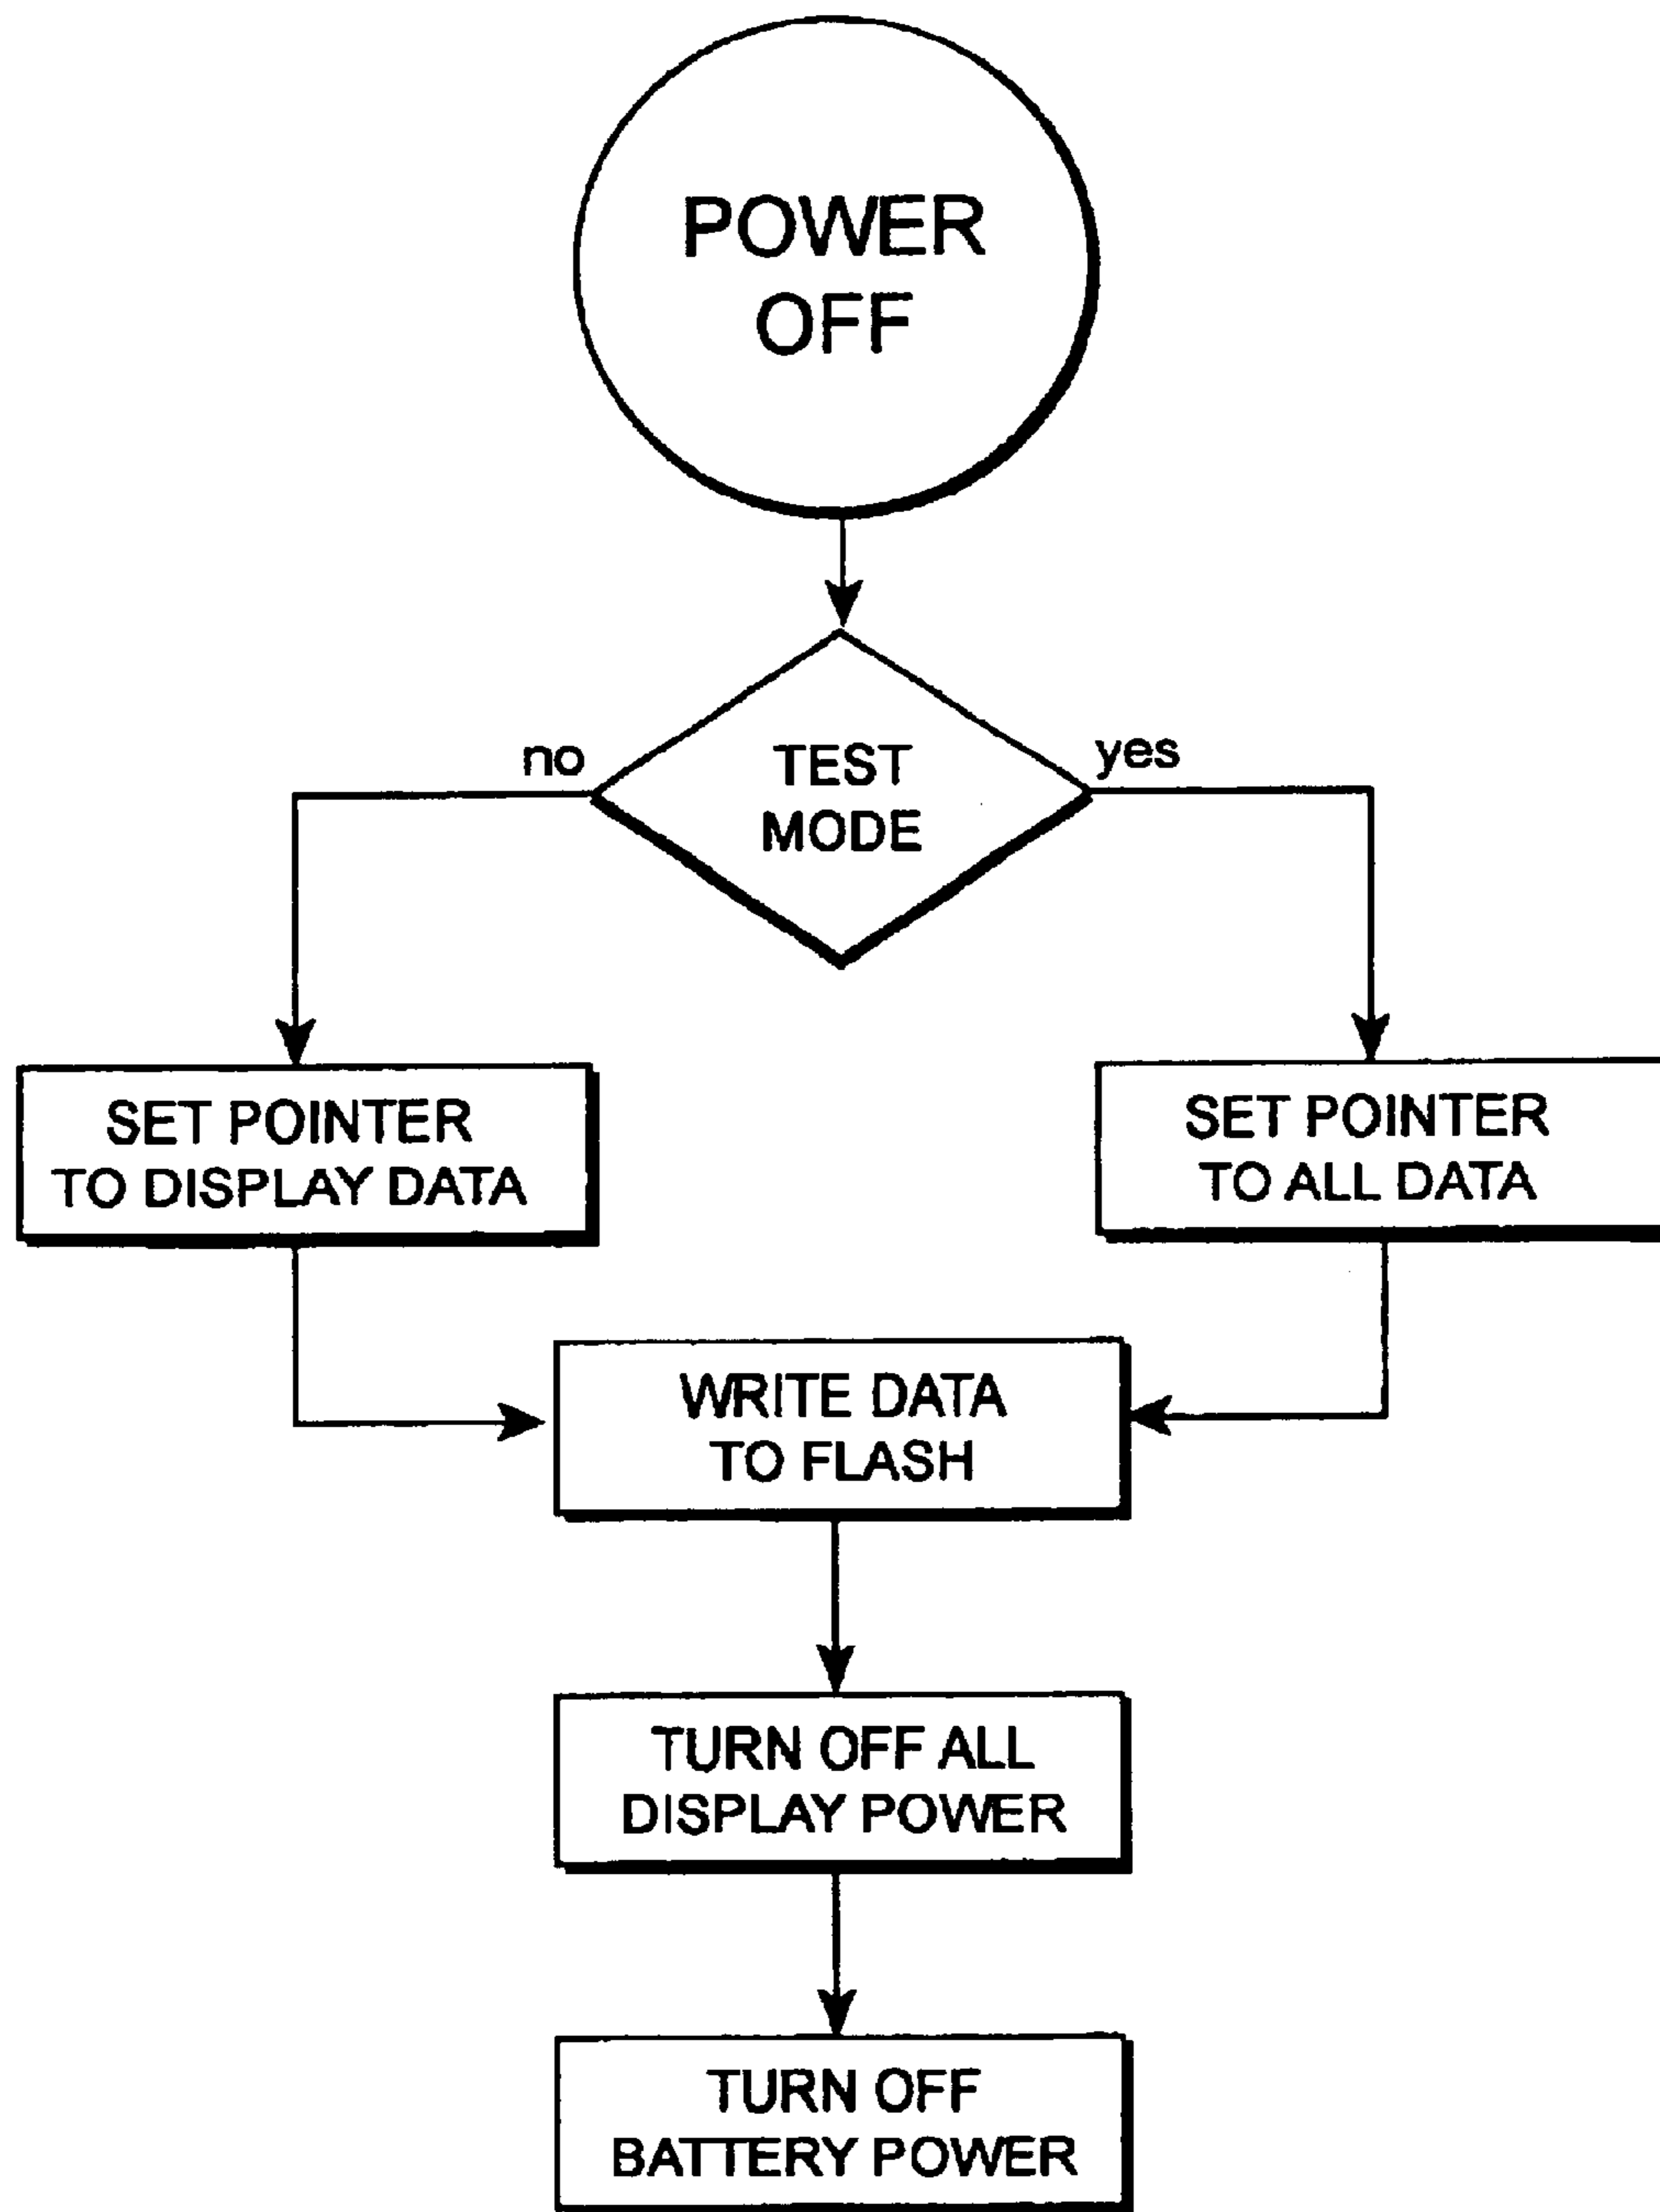 POWER
OFF
TEST
MODE
no
yes
SET POINTER
TO DISPLAY DATA
SET POINTER
TO ALL DATA
WRITE DATA
TO FLASH
TURN OFF ALL
DISPLAY POWER
TURN OFF
BATTERY POWER